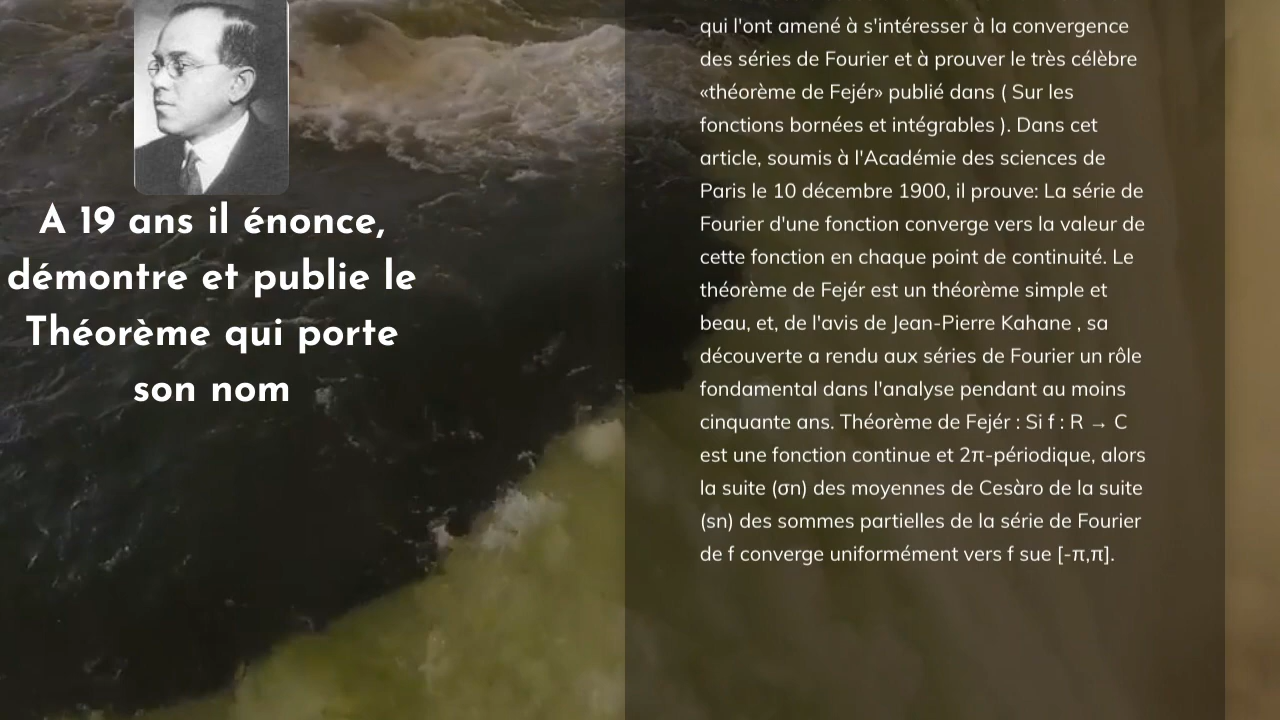 A 19 ans il énonce,
démontre et publie le
Théorème qui porte
son nom
qui l'ont amené à s'intéresser à la convergence
des séries de Fourier et à prouver le très célèbre
«théorème de Fejér» publié dans ( Sur les
fonctions bornées et intégrables ). Dans cet
article, soumis à l'Académie des sciences de
Paris le 10 décembre 1900, il prouve: La série de
Fourier d'une fonction converge vers la valeur de
cette fonction en chaque point de continuité. Le
théorème de Fejér est un théorème simple et
beau, et, de l'avis de Jean-Pierre Kahane , sa
découverte a rendu aux séries de Fourier un rôle
fondamental dans l'analyse pendant au moins
cinquante ans. Théorème de Fejér : Si f : R → C
est une fonction continue et 2π-périodique, alors
la suite (σn) des moyennes de Cesàro de la suite
(sn) des sommes partielles de la série de Fourier
de f converge uniformément vers f sue [-π,π].